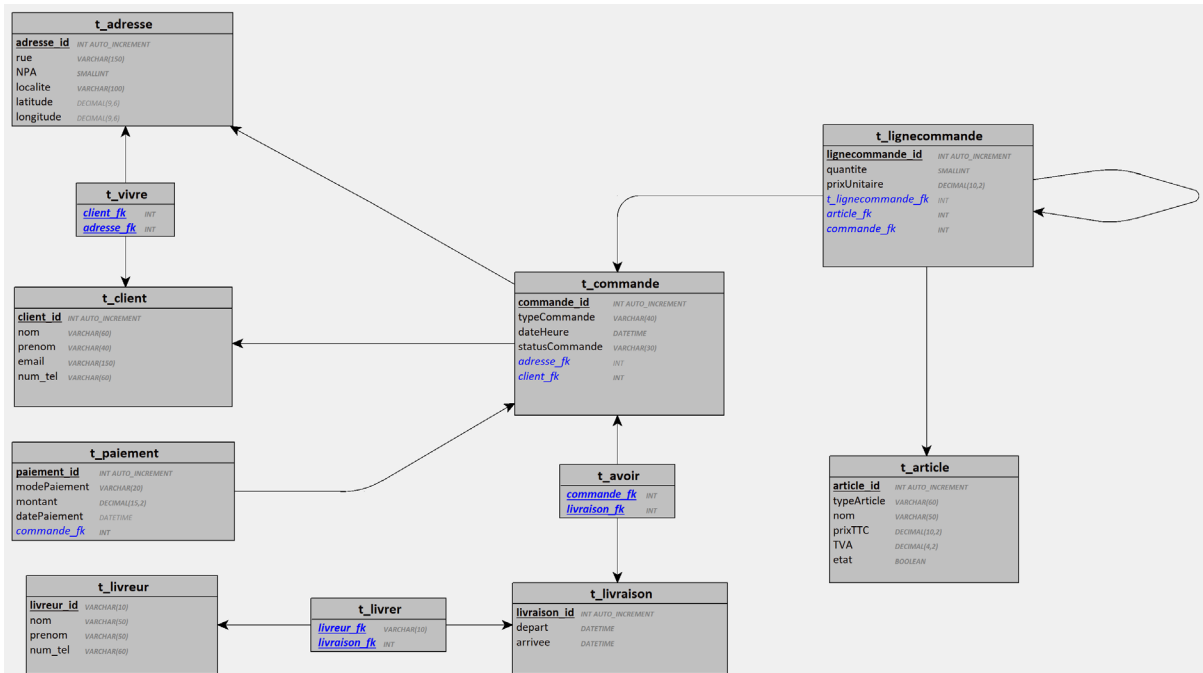 t_adresse
adresse_id INT AUTO_INCREMENT
rue VARCHAR(150)
NPA SMALLINT
localite VARCHAR(100)
latitude DECIMAL(9,6)
longitude DECIMAL(9,6)
t_vivre
client_fk INT
adresse_fk INT
t_client
client_id INT AUTO_INCREMENT
nom VARCHAR(60)
prenom VARCHAR(40)
email VARCHAR(150)
num_tel VARCHAR(60)
t_paiement
paiement_id INT AUTO_INCREMENT
modePaiement VARCHAR(20)
montant DECIMAL(15,2)
datePaiement DATETIME
commande_fk INT
t_livreur
livreur_id VARCHAR(10)
nom VARCHAR(50)
prenom VARCHAR(50)
num_tel VARCHAR(60)
t_livrer
livreur_fk VARCHAR(10)
livraison_fk INT
t_commande
commande_id INT AUTO_INCREMENT
typeCommande VARCHAR(40)
dateHeure DATETIME
statusCommande VARCHAR(30)
adresse_fk INT
client_fk INT
t_avoir
commande_fk INT
livraison_fk INT
t_livraison
livraison_id INT AUTO_INCREMENT
depart DATETIME
arrivee DATETIME
t_lignecommande
lignecommande_id INT AUTO_INCREMENT
quantite SMALLINT
prixUnitaire DECIMAL(10,2)
t_lignecommande_fk INT
article_fk INT
commande_fk INT
t_article
article_id INT AUTO_INCREMENT
typeArticle VARCHAR(60)
nom VARCHAR(50)
prixTTC DECIMAL(10,2)
TVA DECIMAL(4,2)
etat BOOLEAN